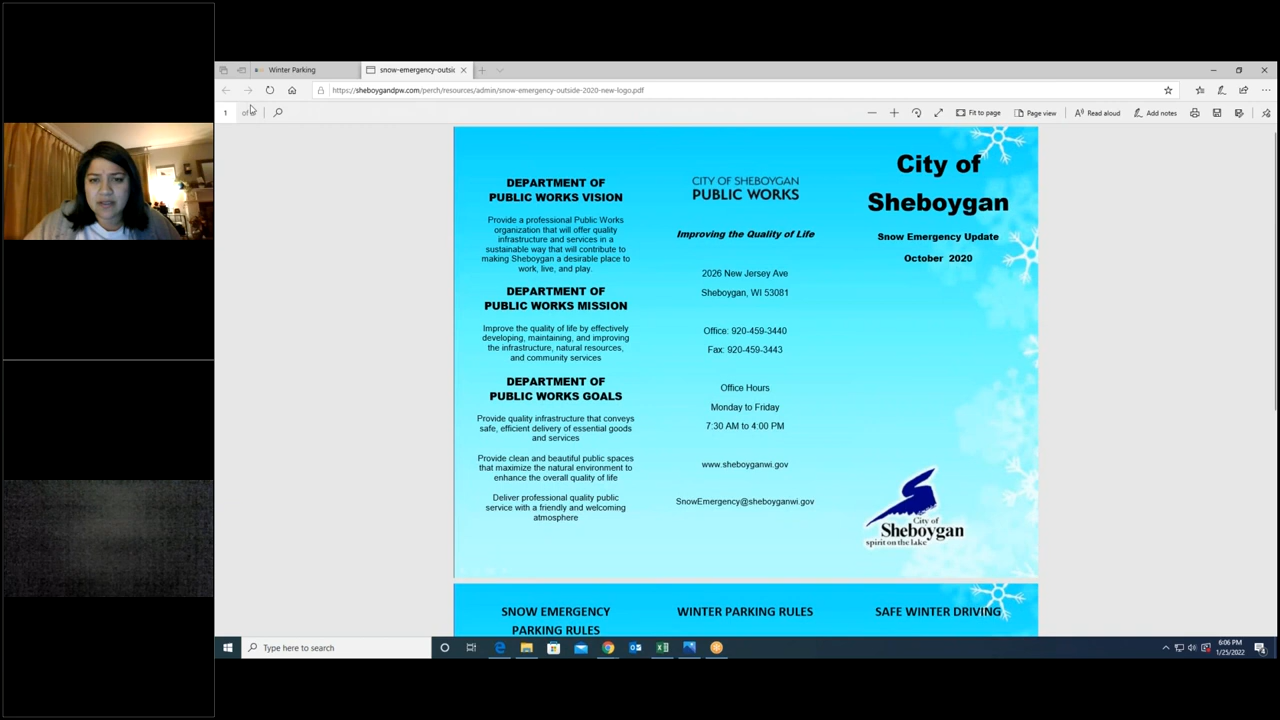 Winter Parking
snow-emergency-outsi
https://sheboygandpw.com/perch/resources/admin/snow-emergency-outside-2020-new-logo.pdf
1
Fit to page
Page view
Read aloud
Add notes
DEPARTMENT OF
PUBLIC WORKS VISION
Provide a professional Public Works
organization that will offer quality
infrastructure and services in a
sustainable way that will contribute to
making Sheboygan a desirable place to
work, live, and play.
DEPARTMENT OF
PUBLIC WORKS MISSION
Improve the quality of life by effectively
developing, maintaining, and improving
the infrastructure, natural resources,
and community services
DEPARTMENT OF
PUBLIC WORKS GOALS
Provide quality infrastructure that conveys
safe, efficient delivery of essential goods
and services
Provide clean and beautiful public spaces
that maximize the natural environment to
enhance the overall quality of life
Deliver professional quality public
service with a friendly and welcoming
atmosphere
CITY OF SHEBOYGAN
PUBLIC WORKS
Improving the Quality of Life
2026 New Jersey Ave
Sheboygan, WI 53081
Office: 920-459-3440
Fax: 920-459-3443
Office Hours
Monday to Friday
7:30 AM to 4:00 PM
www.sheboyganwi.gov
SnowEmergency@sheboyganwi.gov
City of
Sheboygan
Snow Emergency Update
October 2020
City of
Sheboygan
spirit on the lake
SNOW EMERGENCY
PARKING RULES
WINTER PARKING RULES
SAFE WINTER DRIVING
Type here to search
6:06 PM
1/25/2022